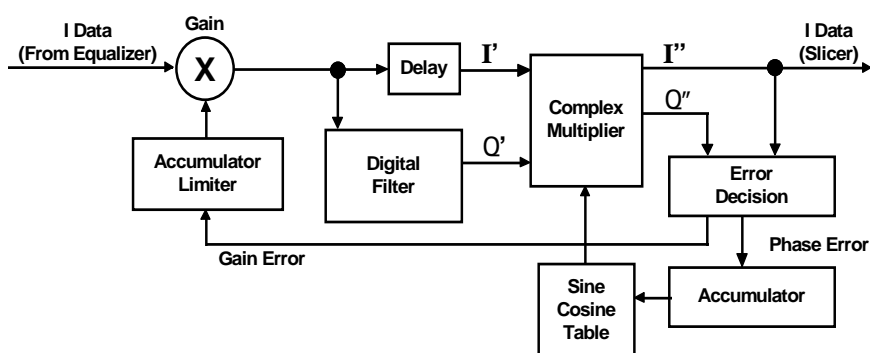 I Data
(From Equalizer)
Gain
X
Delay
I’
I’’
I Data
(Slicer)
Complex
Multiplier
Q’’
Accumulator
Limiter
Digital
Filter
Q’
Error
Decision
Gain Error
Phase Error
Sine
Cosine
Table
Accumulator